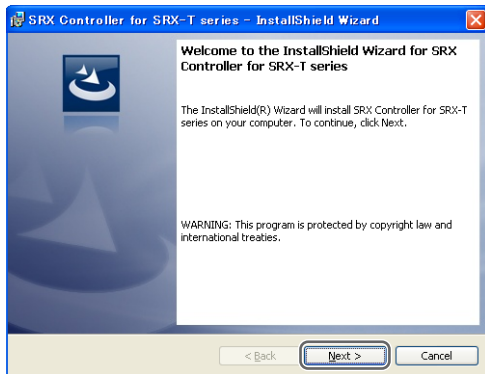 SRX Controller for SRX-T series - InstallShield Wizard
Welcome to the InstallShield Wizard for SRX
Controller for SRX-T series
The InstallShield(R) Wizard will install SRX Controller for SRX-T
series on your computer. To continue, click Next.
WARNING: This program is protected by copyright law and
international treaties.
< Back
Next >
Cancel